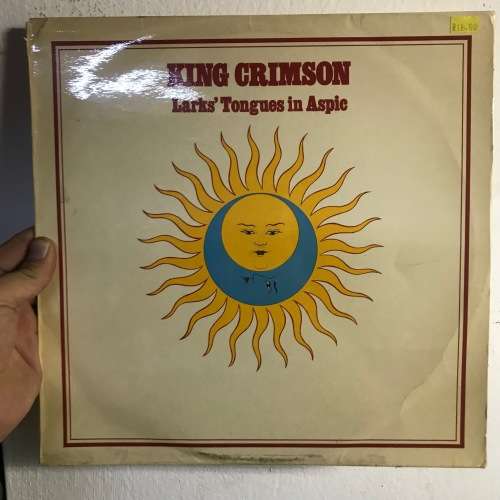 KING CRIMSON
Larks' Tongues in Aspic